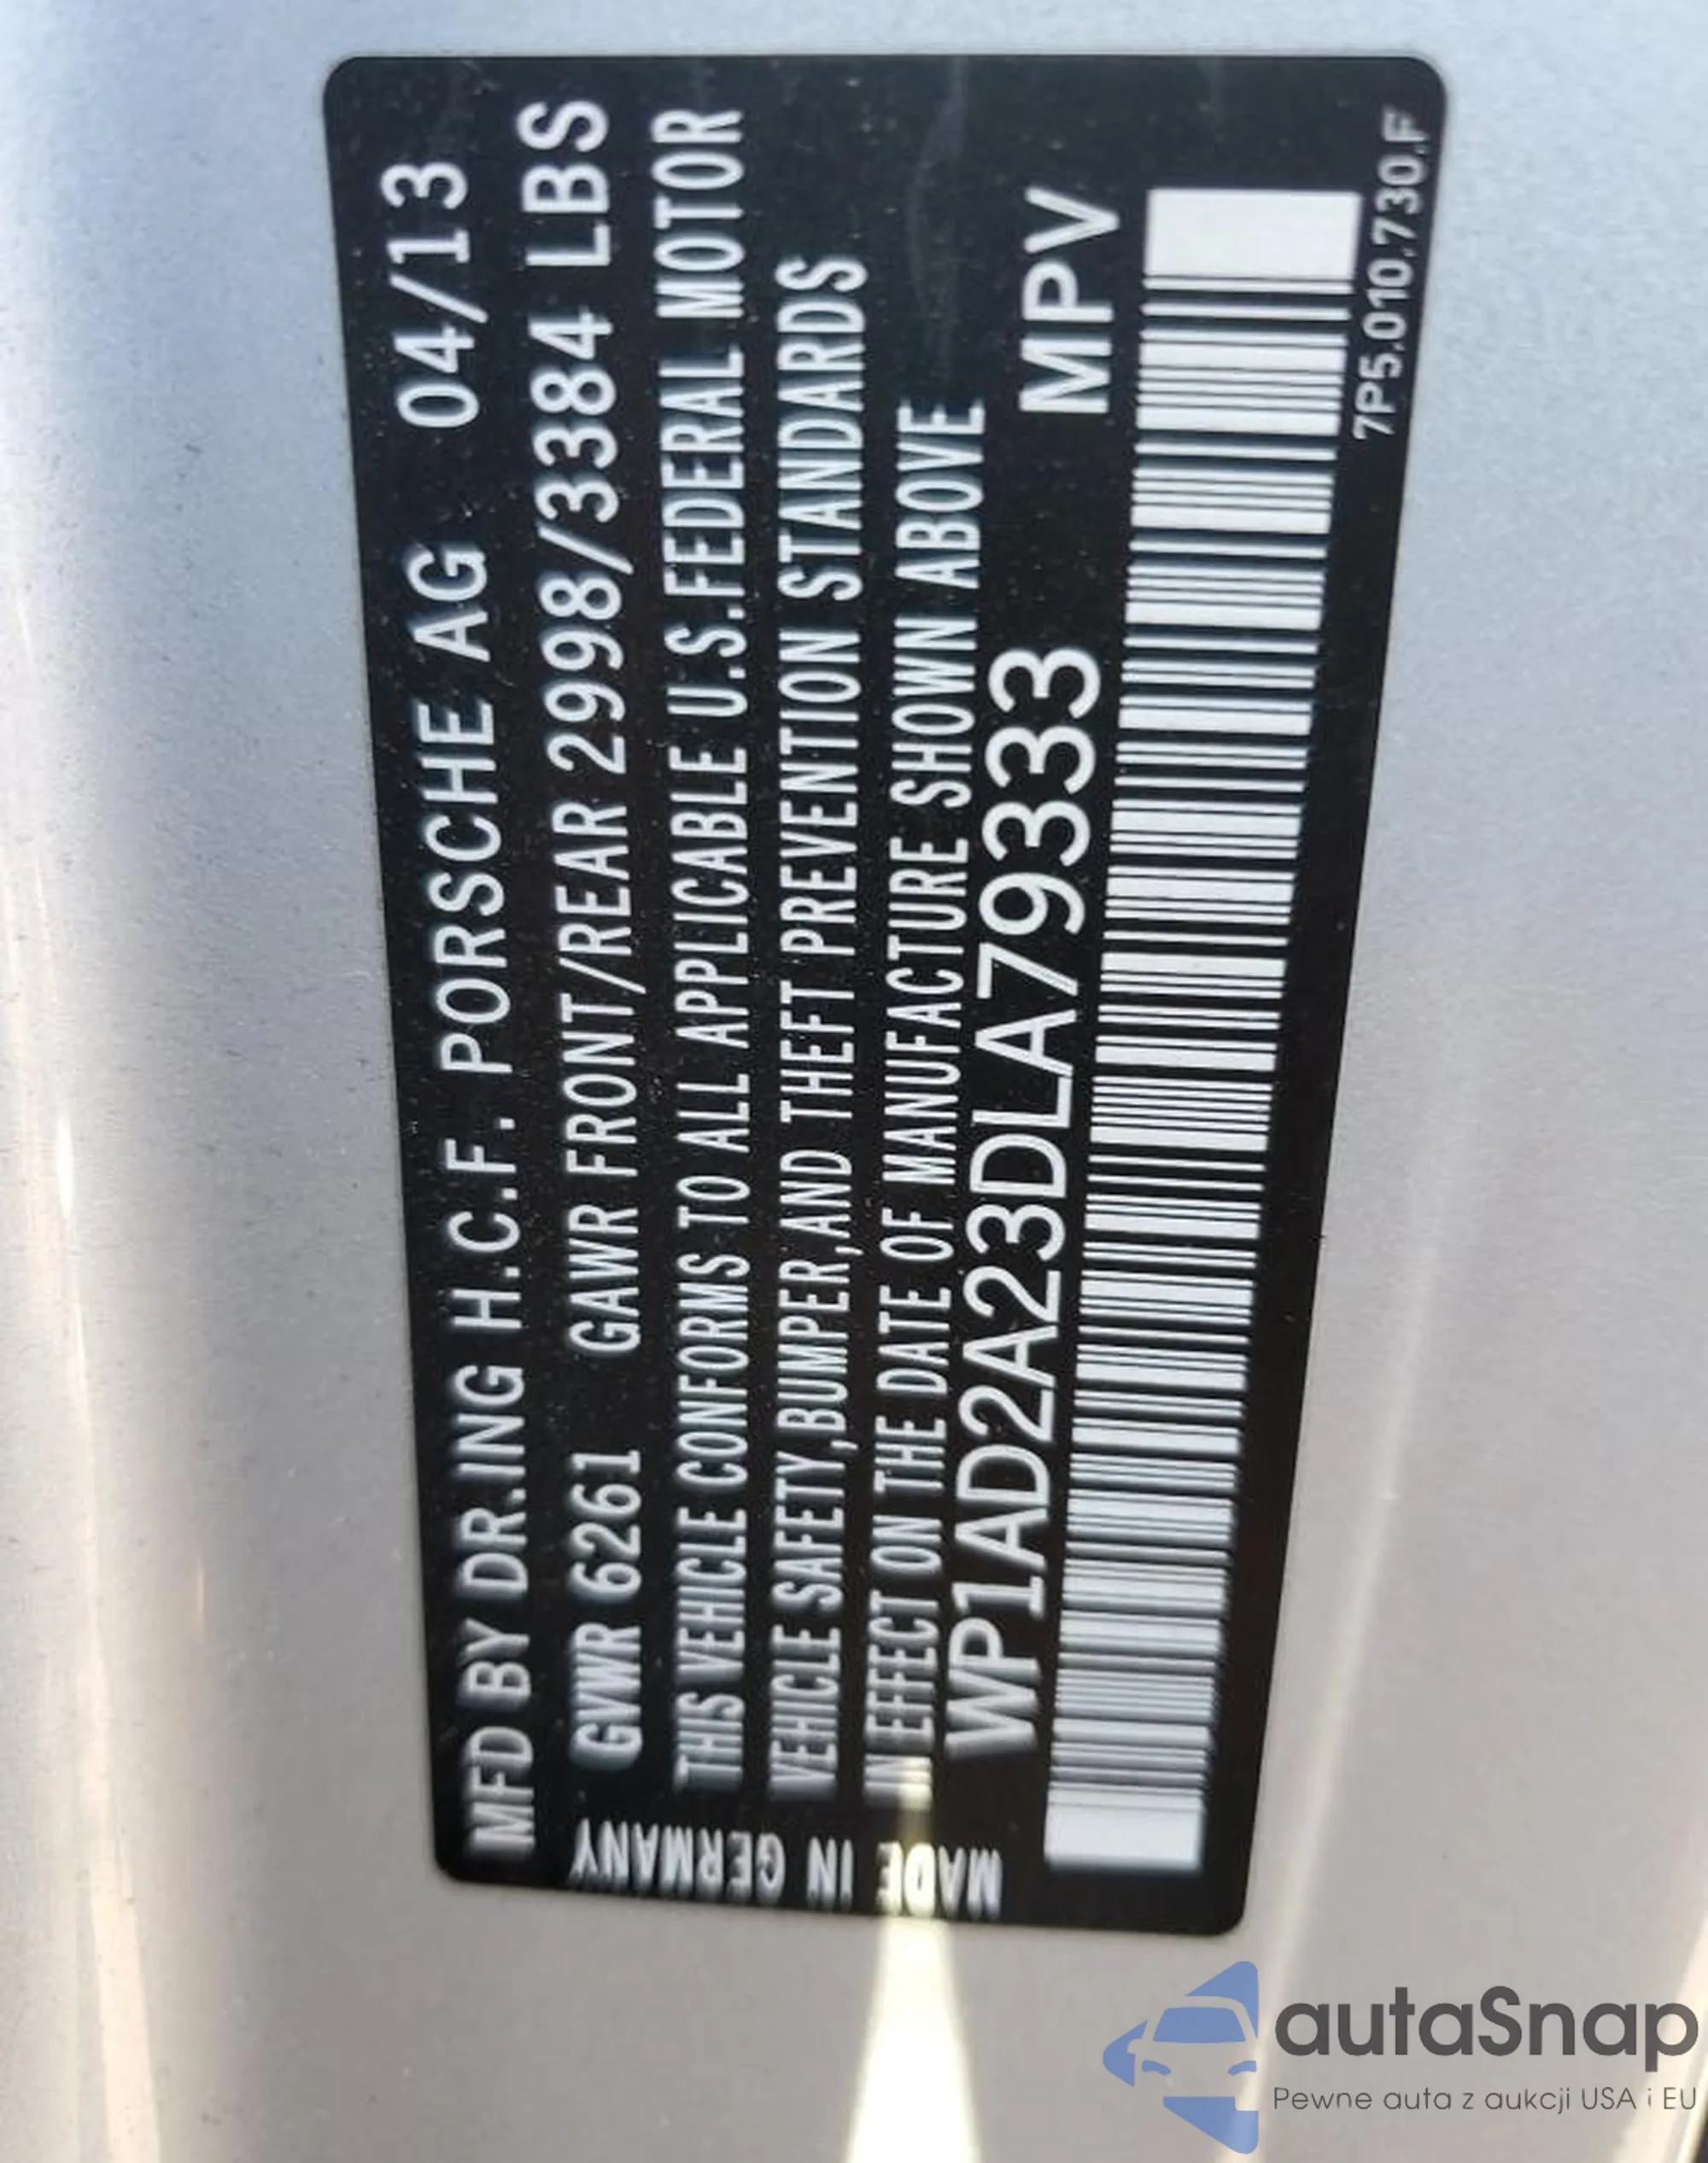 MFD BY DR.ING H.C.F. PORSCHE AG 04/13
GVWR 6261 GAWR FRONT/REAR 2998/3384 LBS
THIS VEHICLE CONFORMS TO ALL APPLICABLE U.S.FEDERAL MOTOR
VEHICLE SAFETY,BUMPER,AND THEFT PREVENTION STANDARDS
IN EFFECT ON THE DATE OF MANUFACTURE SHOWN ABOVE
WP1AD2A23DLA79333 MPV
7P5.010.730.F
MADE IN GERMANY
autaSnap
Pewne auta z aukcji USA i EU